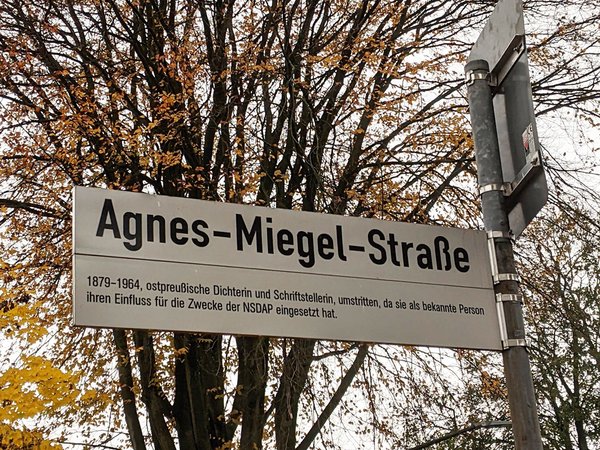 Agnes-Miegel-Straße
1879-1964, ostpreußische Dichterin und Schriftstellerin, umstritten, da sie als bekannte Person
ihren Einfluss für die Zwecke der NSDAP eingesetzt hat.